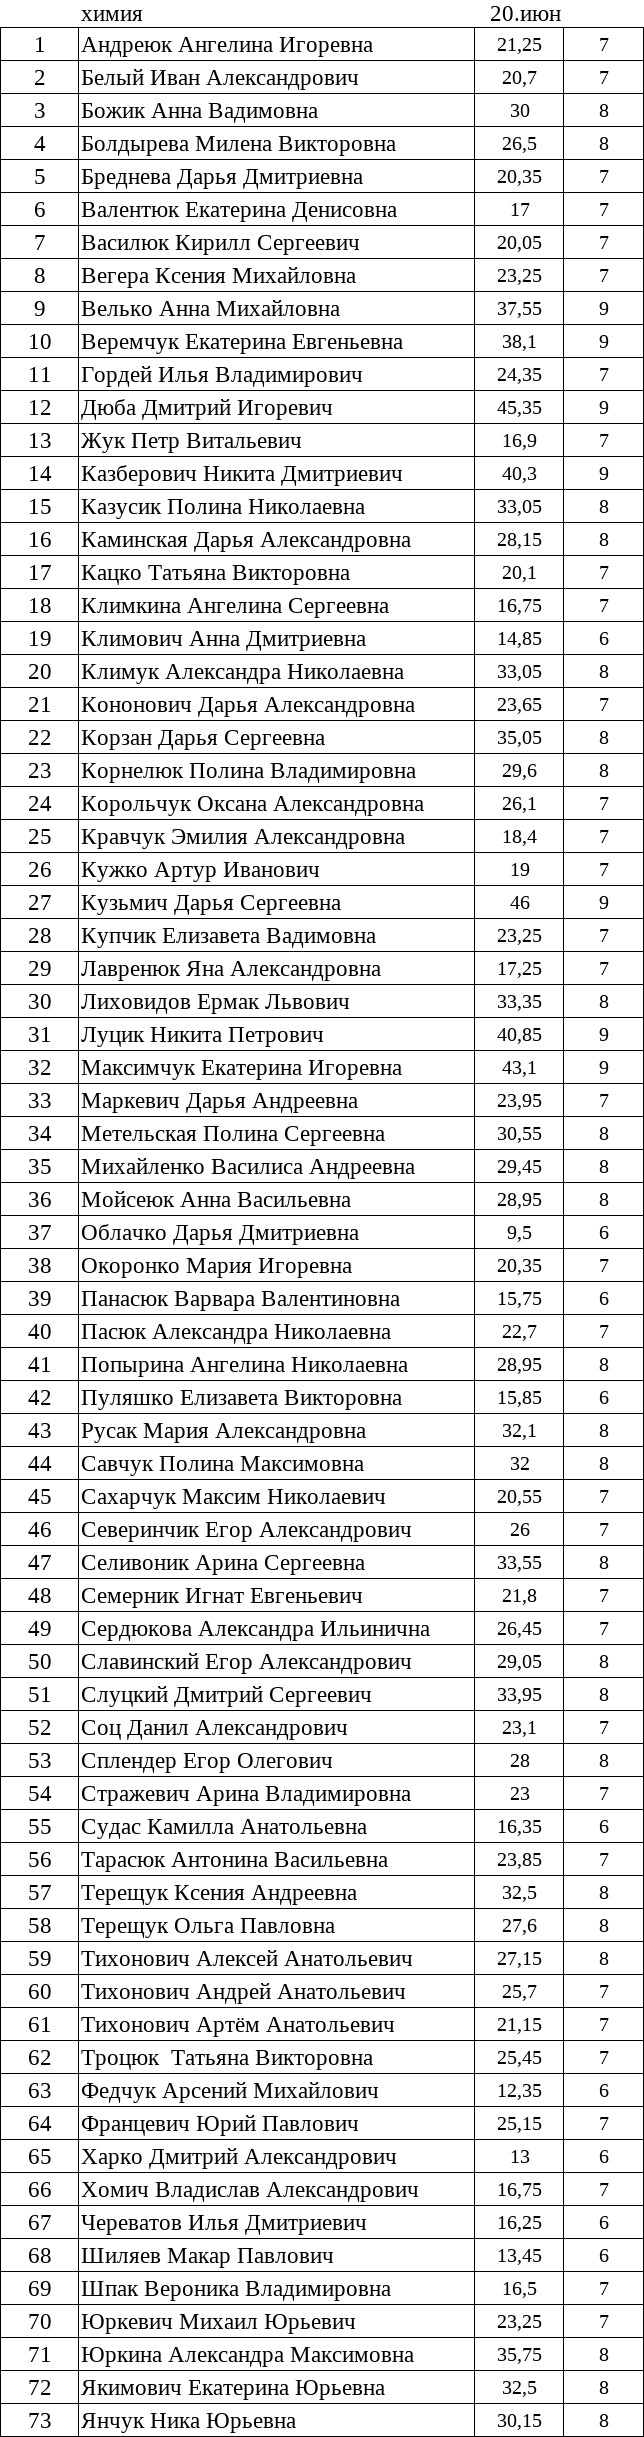 химия 20.июн
1 Андреюк Ангелина Игоревна 21,25 7
2 Белый Иван Александрович 20,7 7
3 Божик Анна Вадимовна 30 8
4 Болдырева Милена Викторовна 26,5 8
5 Бреднева Дарья Дмитриевна 20,35 7
6 Валентюк Екатерина Денисовна 17 7
7 Василюк Кирилл Сергеевич 20,05 7
8 Вегера Ксения Михайловна 23,25 7
9 Велько Анна Михайловна 37,55 9
10 Веремчук Екатерина Евгеньевна 38,1 9
11 Гордей Илья Владимирович 24,35 7
12 Дюба Дмитрий Игоревич 45,35 9
13 Жук Петр Витальевич 16,9 7
14 Казберович Никита Дмитриевич 40,3 9
15 Казусик Полина Николаевна 33,05 8
16 Каминская Дарья Александровна 28,15 8
17 Кацко Татьяна Викторовна 20,1 7
18 Климкина Ангелина Сергеевна 16,75 7
19 Климович Анна Дмитриевна 14,85 6
20 Климук Александра Николаевна 33,05 8
21 Кононович Дарья Александровна 23,65 7
22 Корзан Дарья Сергеевна 35,05 8
23 Корнелюк Полина Владимировна 29,6 8
24 Корольчук Оксана Александровна 26,1 7
25 Кравчук Эмилия Александровна 18,4 7
26 Кужко Артур Иванович 19 7
27 Кузьмич Дарья Сергеевна 46 9
28 Купчик Елизавета Вадимовна 23,25 7
29 Лавренюк Яна Александровна 17,25 7
30 Лиховидов Ермак Львович 33,35 8
31 Луцик Никита Петрович 40,85 9
32 Максимчук Екатерина Игоревна 43,1 9
33 Маркевич Дарья Андреевна 23,95 7
34 Метельская Полина Сергеевна 30,55 8
35 Михайленко Василиса Андреевна 29,45 8
36 Мойсеюк Анна Васильевна 28,95 8
37 Облачко Дарья Дмитриевна 9,5 6
38 Окоронко Мария Игоревна 20,35 7
39 Панасюк Варвара Валентиновна 15,75 6
40 Пасюк Александра Николаевна 22,7 7
41 Попырина Ангелина Николаевна 28,95 8
42 Пуляшко Елизавета Викторовна 15,85 6
43 Русак Мария Александровна 32,1 8
44 Савчук Полина Максимовна 32 8
45 Сахарчук Максим Николаевич 20,55 7
46 Северинчик Егор Александрович 26 7
47 Селивоник Арина Сергеевна 33,55 8
48 Семерник Игнат Евгеньевич 21,8 7
49 Сердюкова Александра Ильинична 26,45 7
50 Славинский Егор Александрович 29,05 8
51 Слуцкий Дмитрий Сергеевич 33,95 8
52 Соц Данил Александрович 23,1 7
53 Сплендер Егор Олегович 28 8
54 Стражевич Арина Владимировна 23 7
55 Судас Камилла Анатольевна 16,35 6
56 Тарасюк Антонина Васильевна 23,85 7
57 Терещук Ксения Андреевна 32,5 8
58 Терещук Ольга Павловна 27,6 8
59 Тихонович Алексей Анатольевич 27,15 8
60 Тихонович Андрей Анатольевич 25,7 7
61 Тихонович Артём Анатольевич 21,15 7
62 Троцюк  Татьяна Викторовна 25,45 7
63 Федчук Арсений Михайлович 12,35 6
64 Францевич Юрий Павлович 25,15 7
65 Харко Дмитрий Александрович 13 6
66 Хомич Владислав Александрович 16,75 7
67 Череватов Илья Дмитриевич 16,25 6
68 Шиляев Макар Павлович 13,45 6
69 Шпак Вероника Владимировна 16,5 7
70 Юркевич Михаил Юрьевич 23,25 7
71 Юркина Александра Максимовна 35,75 8
72 Якимович Екатерина Юрьевна 32,5 8
73 Янчук Ника Юрьевна 30,15 8